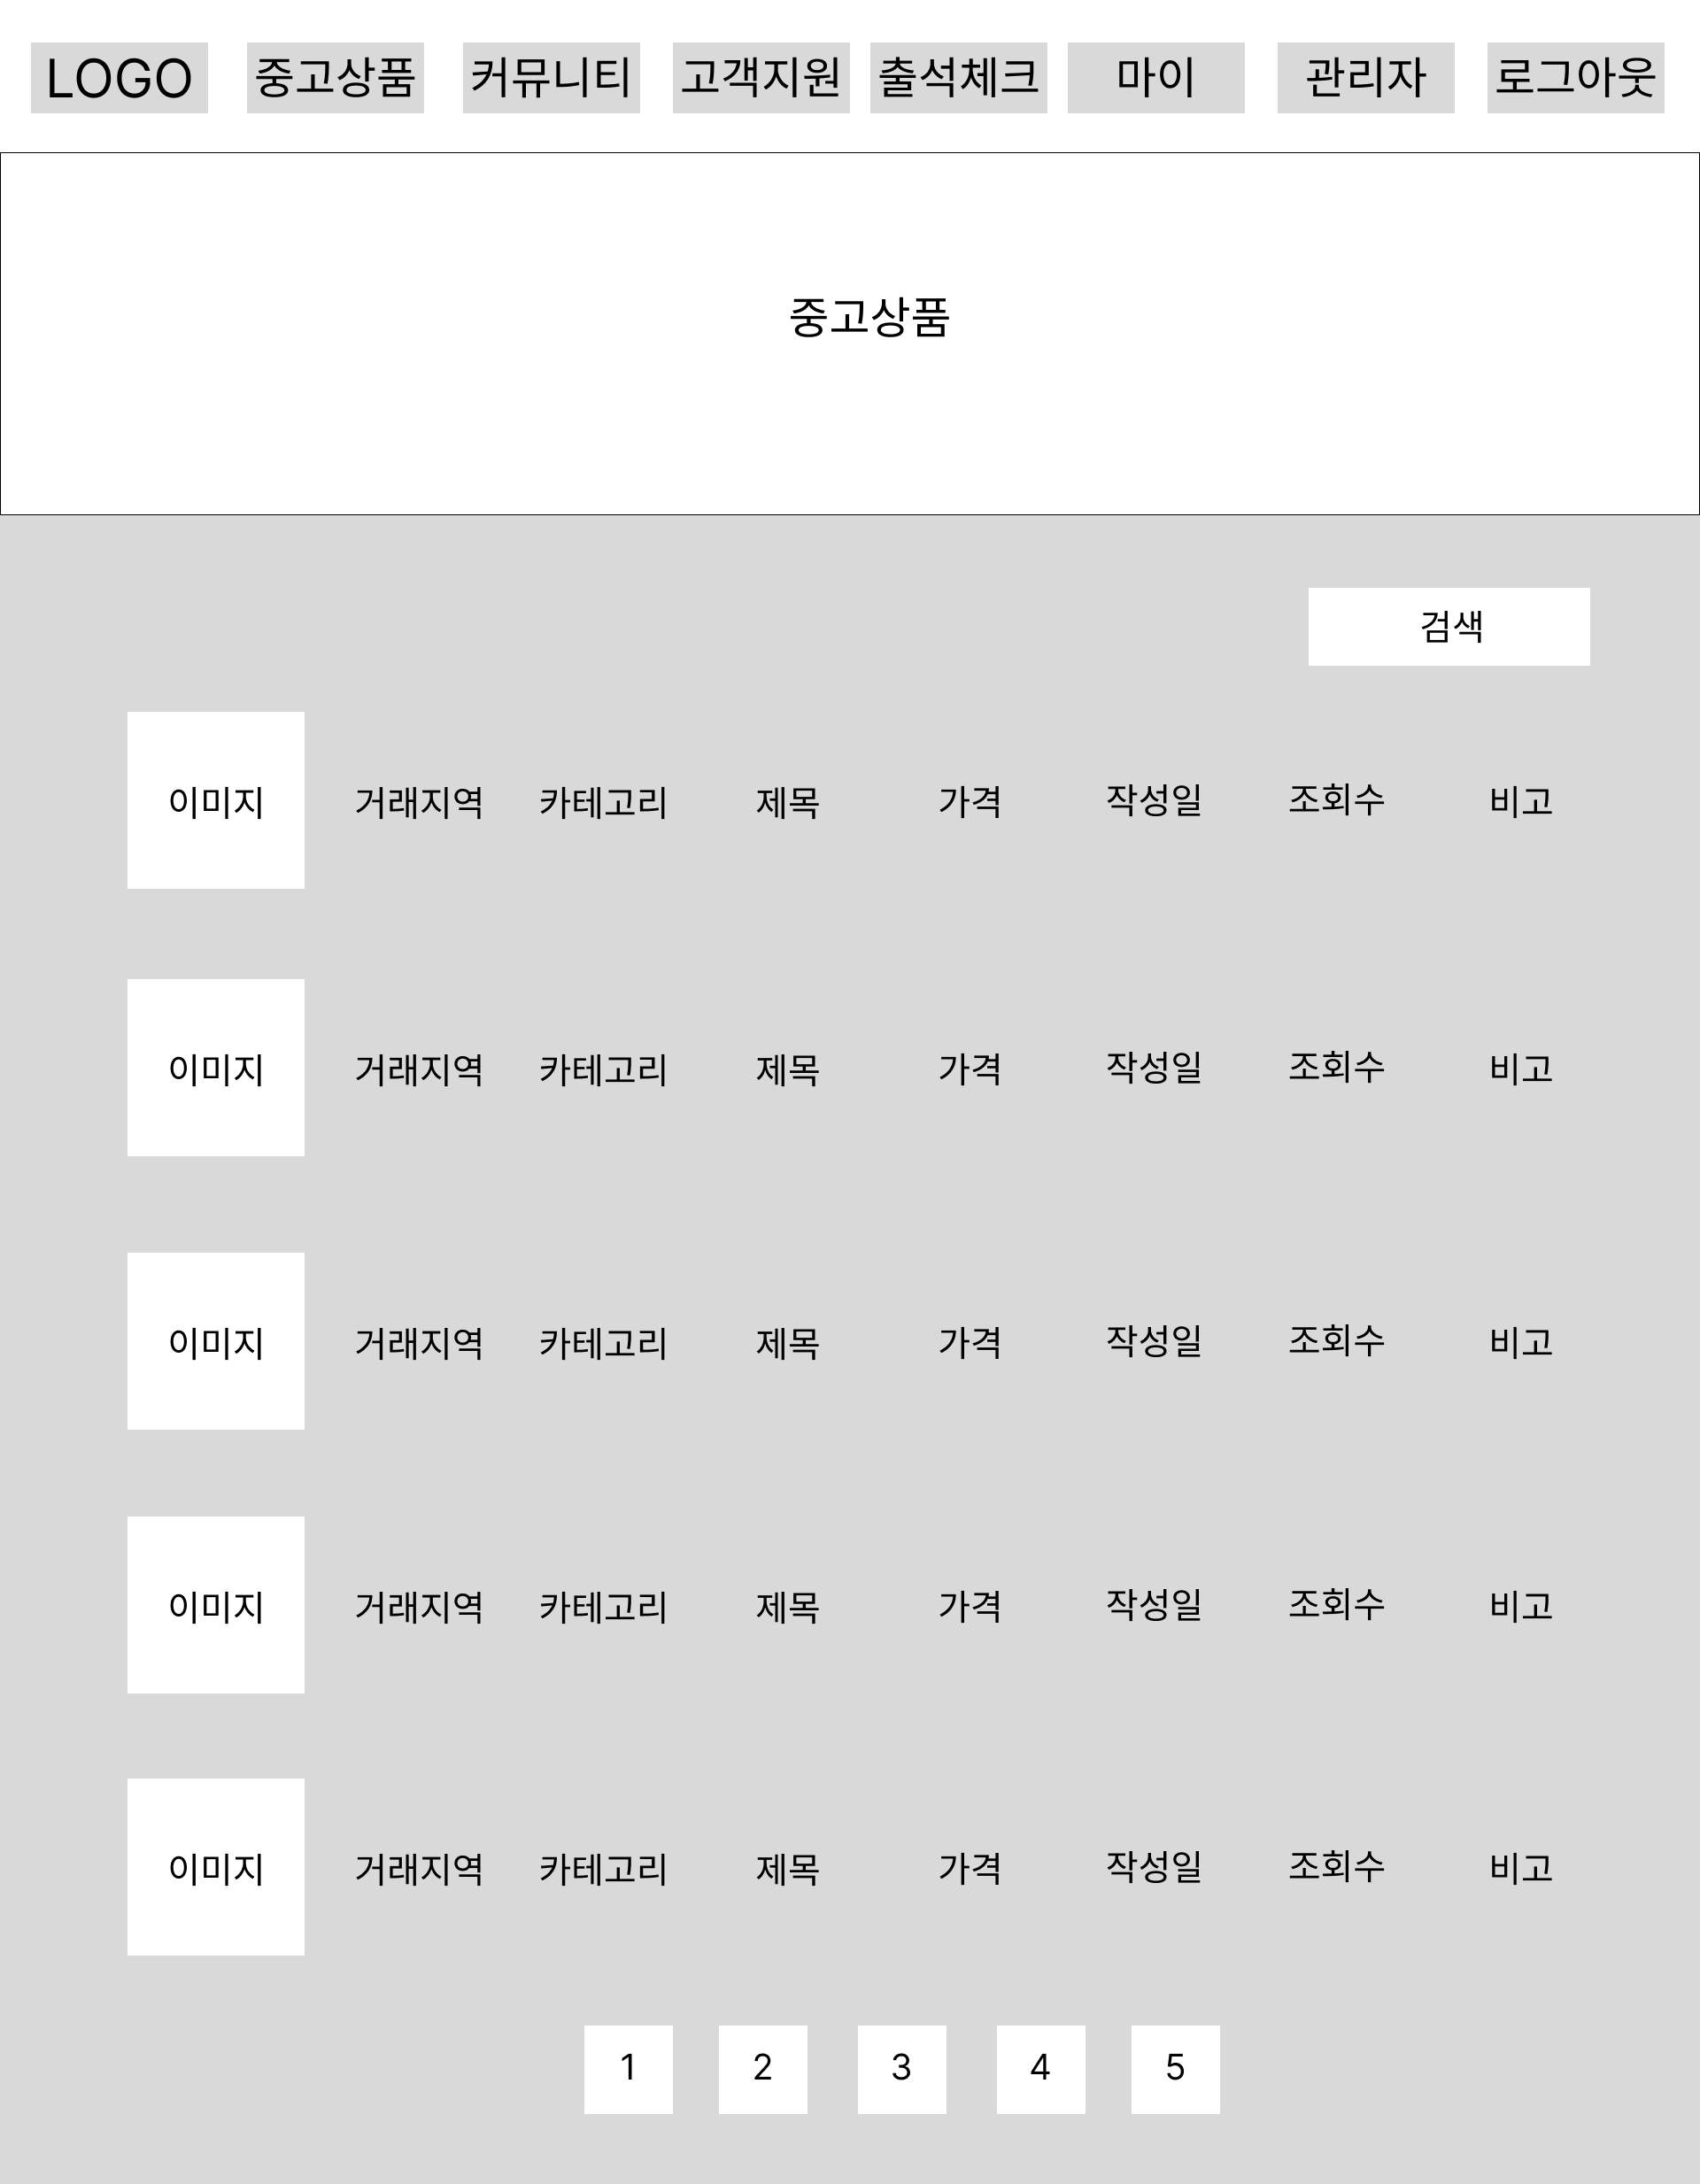 LOGO 중고상품 커뮤니티 고객지원 출석체크 마이 관리자 로그아웃
중고상품
검색
이미지 거래지역 카테고리 제목 가격 작성일 조회수 비고
이미지 거래지역 카테고리 제목 가격 작성일 조회수 비고
이미지 거래지역 카테고리 제목 가격 작성일 조회수 비고
이미지 거래지역 카테고리 제목 가격 작성일 조회수 비고
이미지 거래지역 카테고리 제목 가격 작성일 조회수 비고
1 2 3 4 5